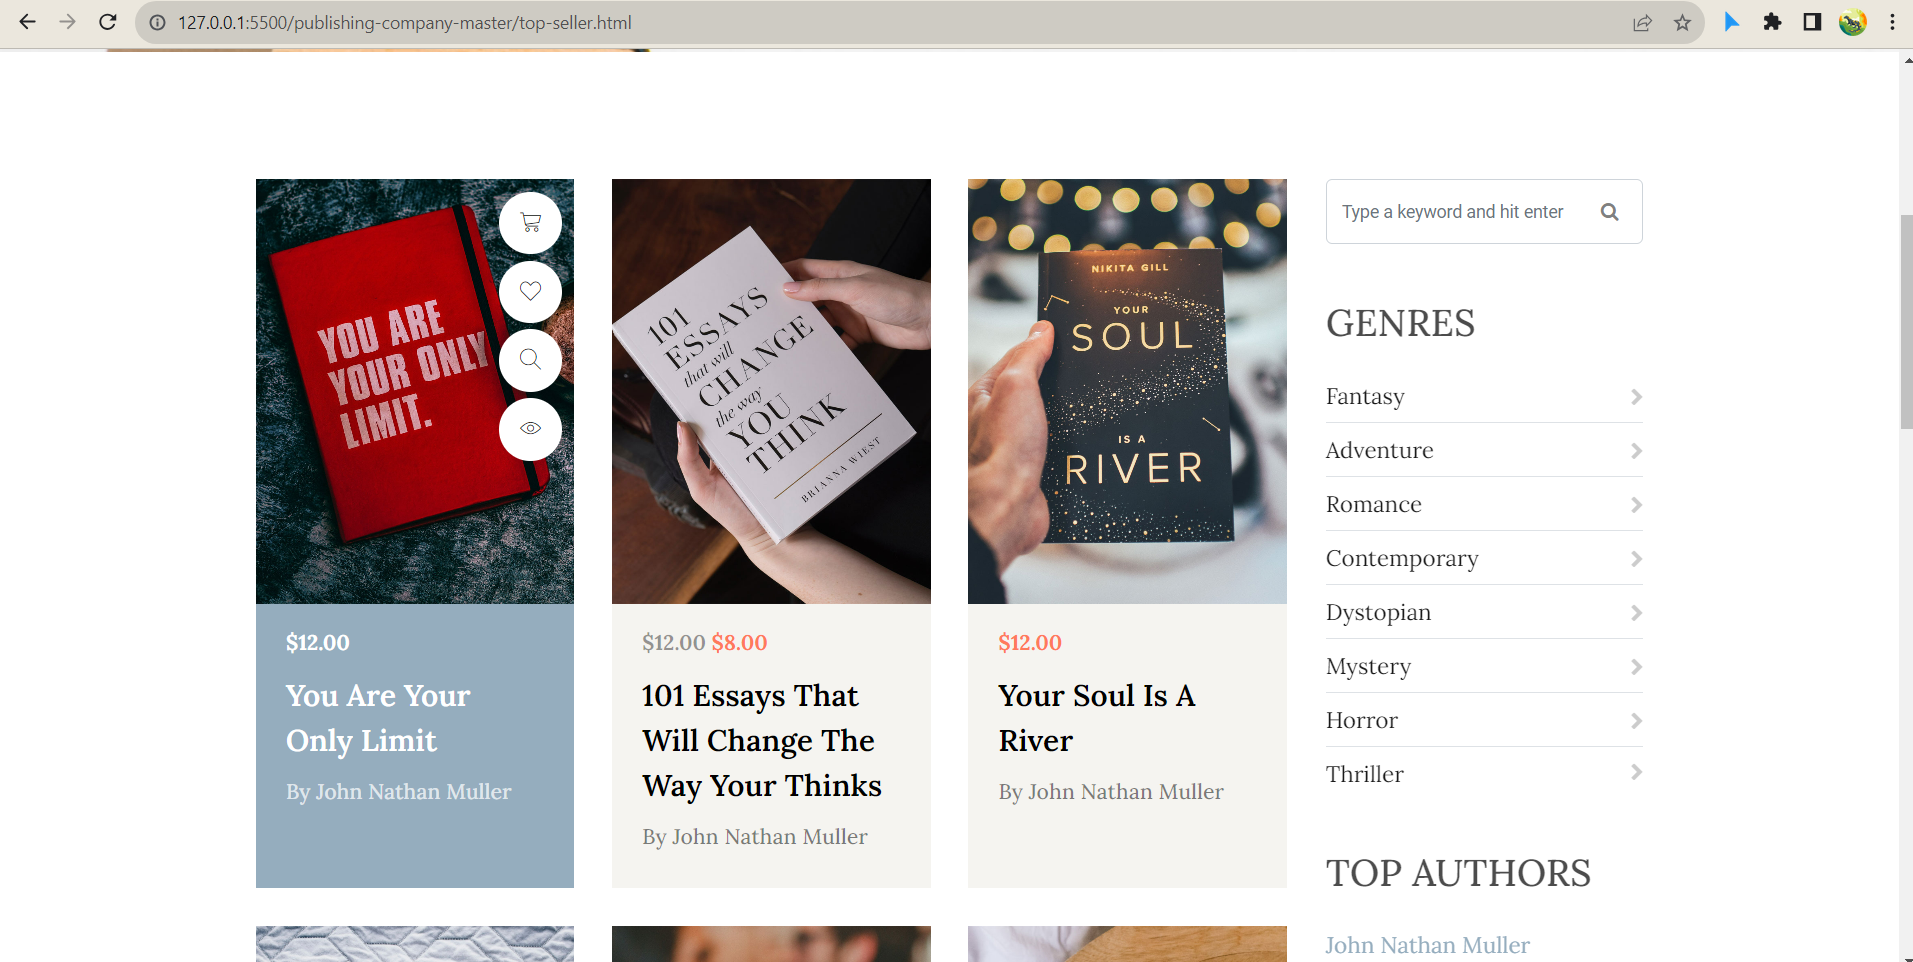 127.0.0.1:5500/publishing-company-master/top-seller.html
YOU ARE
YOUR ONLY
LIMIT.
$12.00
You Are Your
Only Limit
By John Nathan Muller
101
ESSAYS
that will
CHANGE
the way
YOU
THINK
BRIANNA WIEST
$12.00 $8.00
101 Essays That
Will Change The
Way Your Thinks
By John Nathan Muller
NIKITA GILL
YOUR
SOUL
IS A
RIVER
$12.00
Your Soul Is A
River
By John Nathan Muller
Type a keyword and hit enter
GENRES
Fantasy
Adventure
Romance
Contemporary
Dystopian
Mystery
Horror
Thriller
TOP AUTHORS
John Nathan Muller